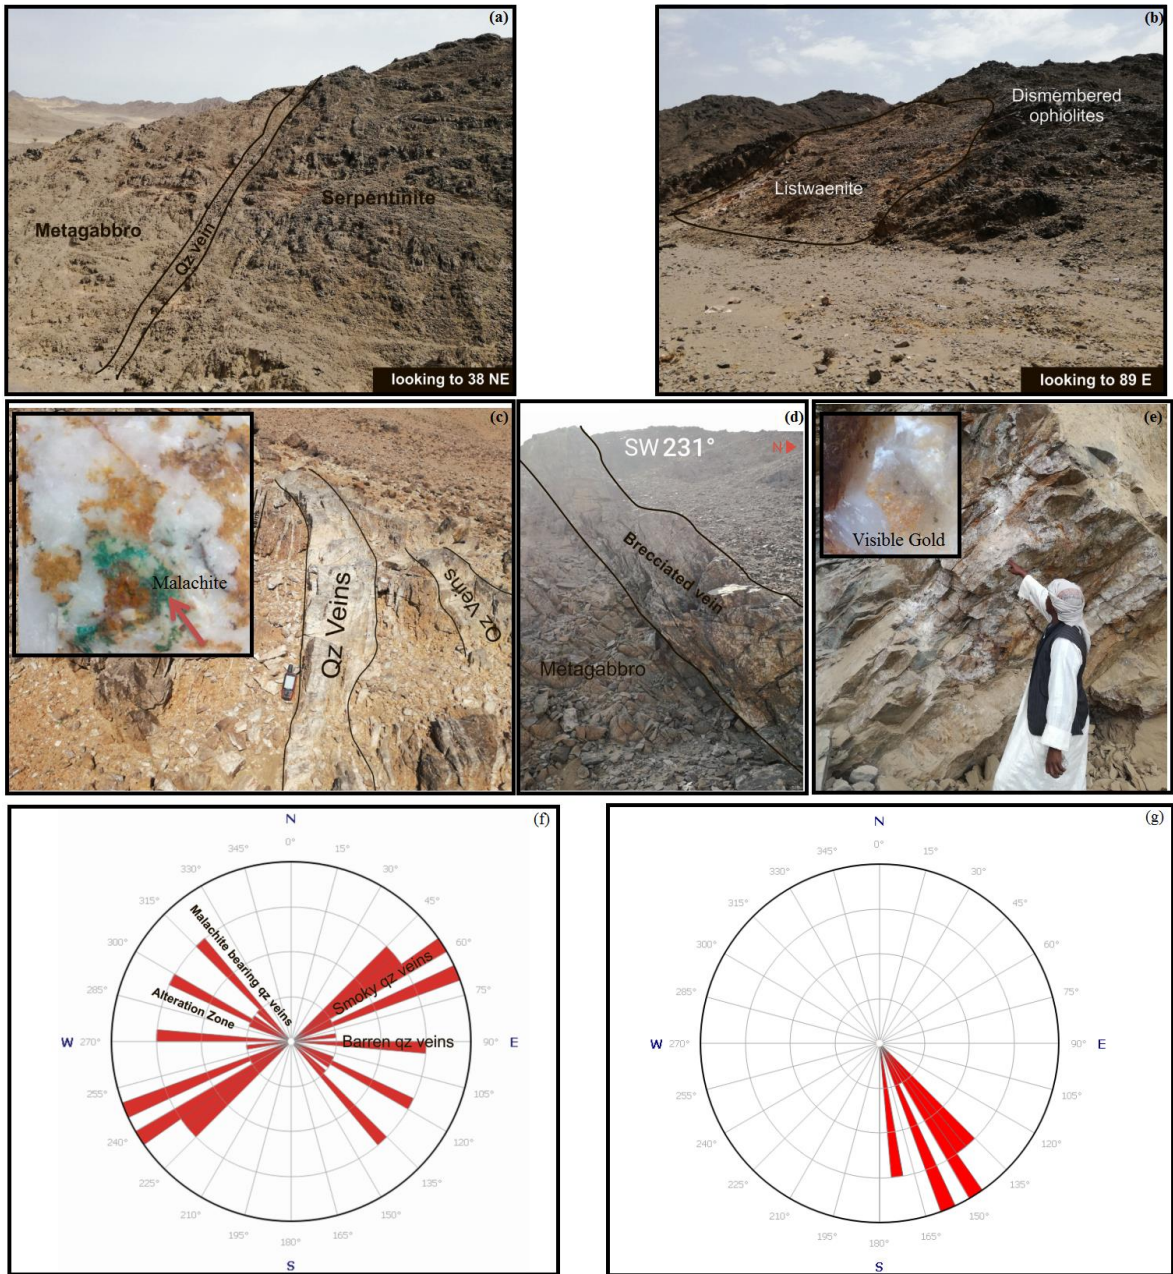 (a)
Metagabbro
Qz vein
Serpentinite
looking to 38 NE
(b)
Dismembered
ophiolites
Listwaenite
looking to 89 E
(c)
Malachite
Qz Veins
Qz Veins
(d)
SW 231°
N
Brecciated vein
Metagabbro
(e)
Visible Gold
(f)
N
0°
15°
30°
45°
60°
75°
90°
E
105°
120°
135°
150°
165°
180°
S
195°
210°
225°
240°
255°
270°
W
285°
300°
315°
330°
345°
Malachite bearing qz veins
Alteration Zone
Smoky qz veins
Barren qz veins
(g)
N
0°
15°
30°
45°
60°
75°
90°
E
105°
120°
135°
150°
165°
180°
S
195°
210°
225°
240°
255°
270°
W
285°
300°
315°
330°
345°